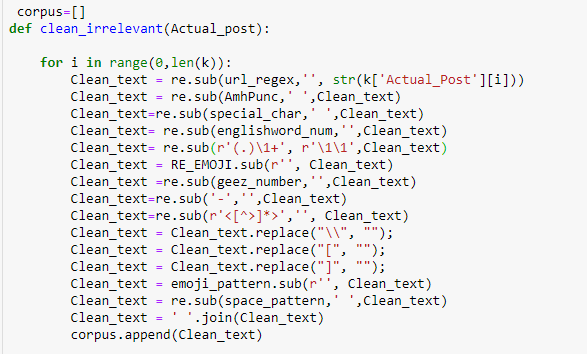 corpus=[]
def clean_irrelevant(Actual_post):
for i in range(0,len(k)):
Clean_text = re.sub(url_regex,'', str(k['Actual_Post'][i]))
Clean_text = re.sub(AmhPunc,' ',Clean_text)
Clean_text=re.sub(special_char,' ',Clean_text)
Clean_text= re.sub(englishword_num,'',Clean_text)
Clean_text= re.sub(r'(.)\1+', r'\1\1',Clean_text)
Clean_text = RE_EMOJI.sub(r'', Clean_text)
Clean_text =re.sub(geez_number,'',Clean_text)
Clean_text=re.sub('-','',Clean_text)
Clean_text=re.sub(r'<[^>]*>','', Clean_text)
Clean_text = Clean_text.replace("\\", "");
Clean_text = Clean_text.replace("[", "");
Clean_text = Clean_text.replace("]", "");
Clean_text = emoji_pattern.sub(r'', Clean_text)
Clean_text = re.sub(space_pattern,' ',Clean_text)
Clean_text = ' '.join(Clean_text)
corpus.append(Clean_text)